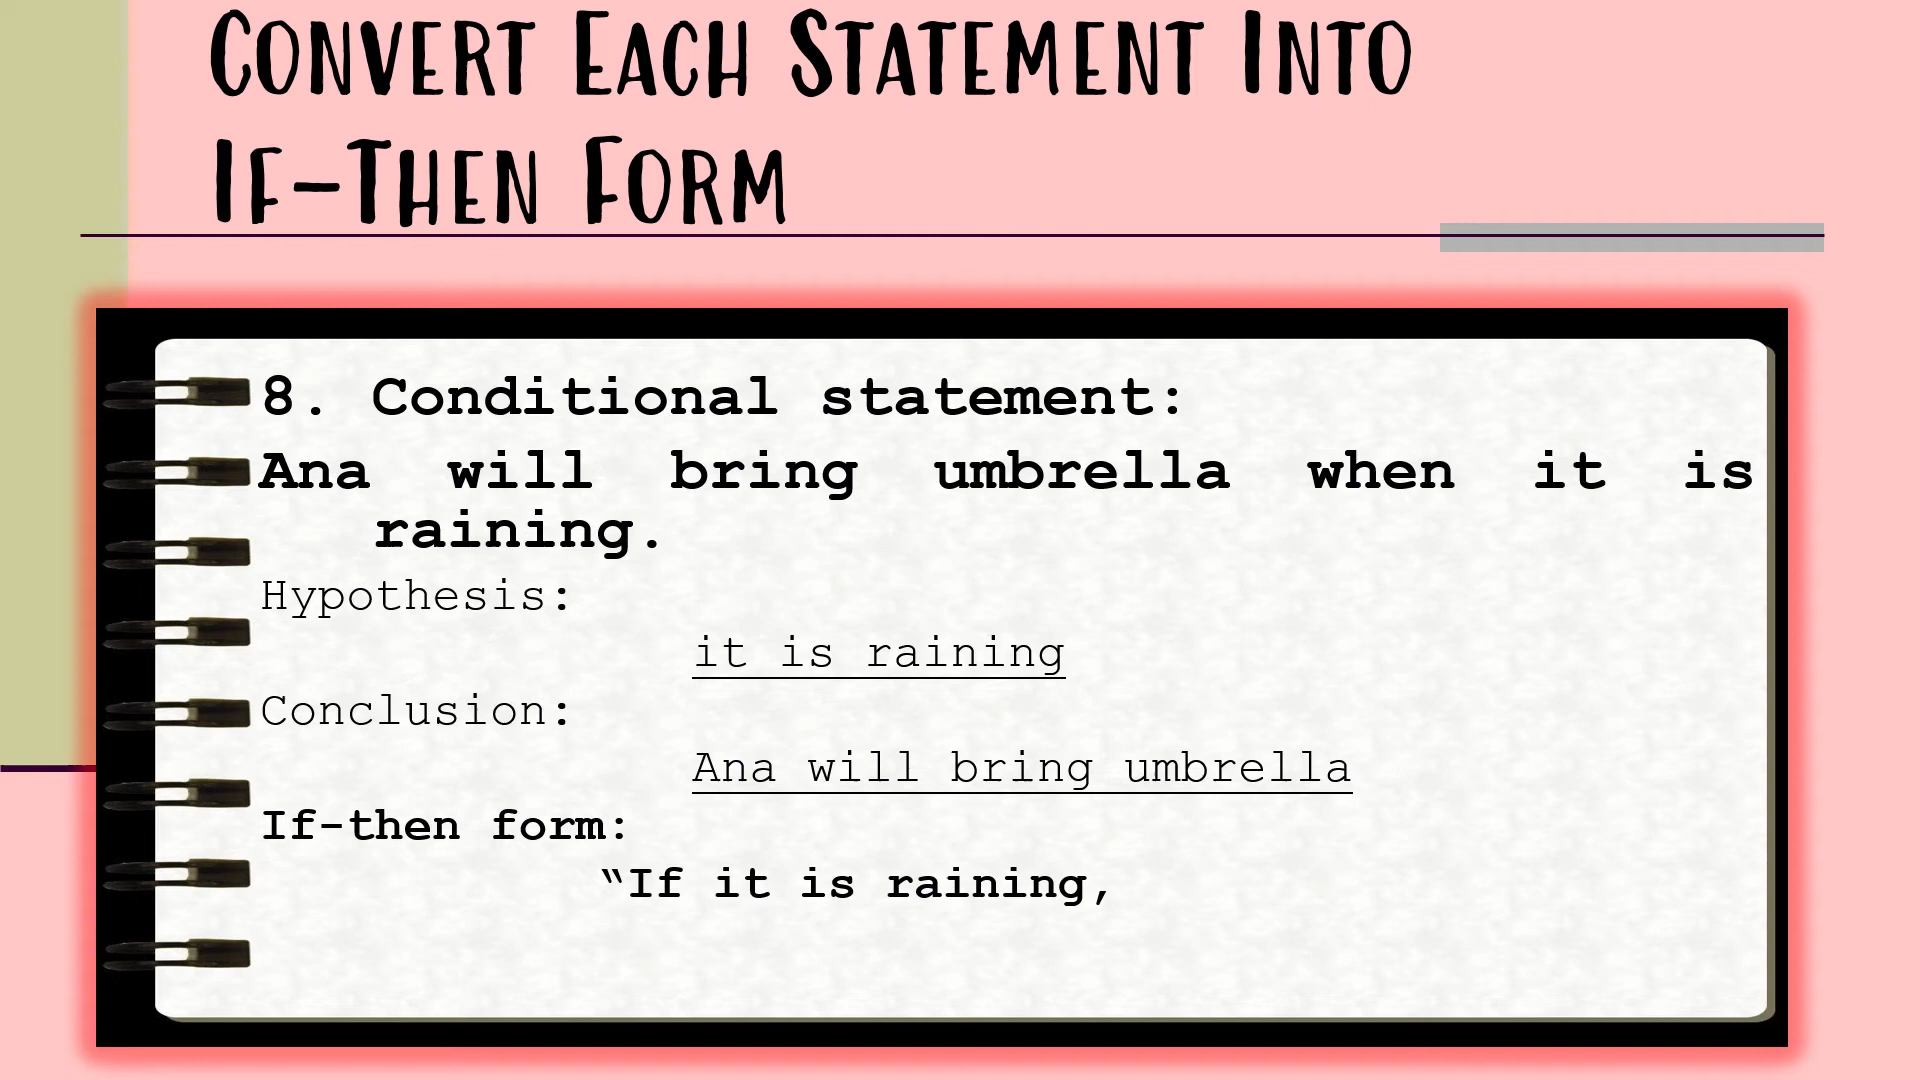 Convert Each Statement Into
If-Then Form
8. Conditional statement:
Ana will bring umbrella when it is
raining.
Hypothesis:
it is raining
Conclusion:
Ana will bring umbrella
If-then form:
“If it is raining,